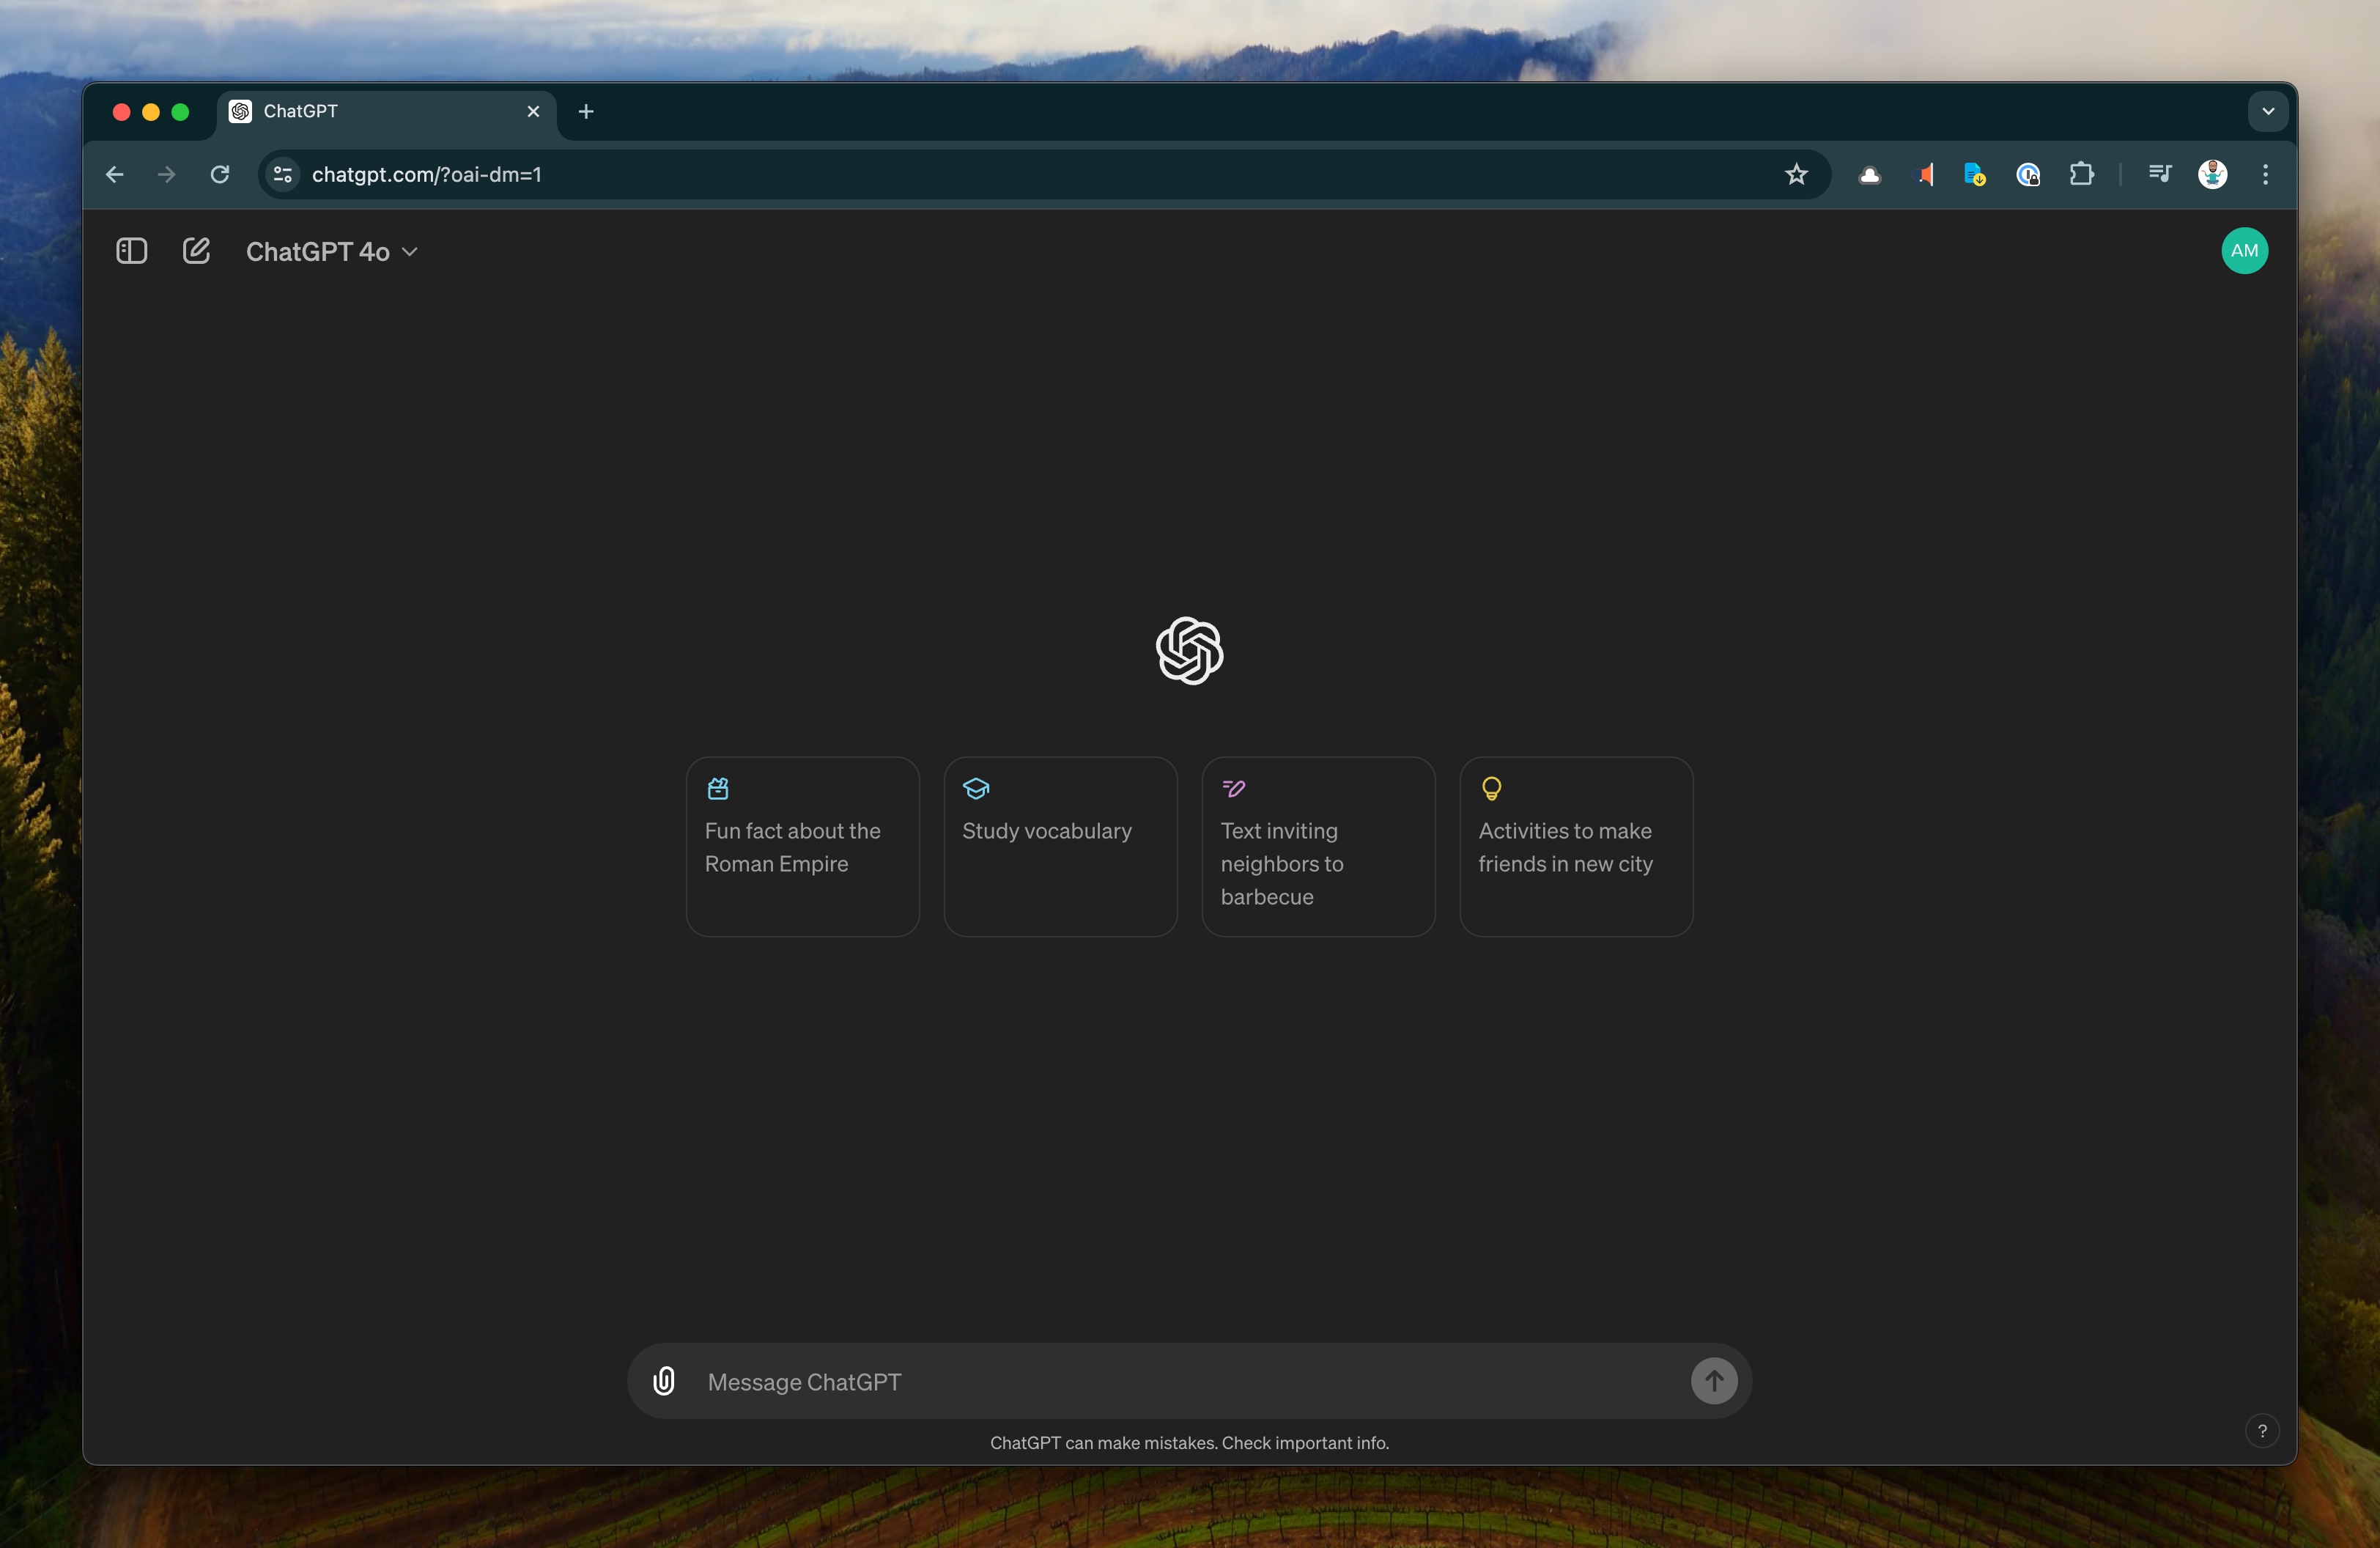 ChatGPT
chatgpt.com/?oai-dm=1
ChatGPT 4o
AM
Fun fact about the
Roman Empire
Study vocabulary
Text inviting
neighbors to
barbecue
Activities to make
friends in new city
Message ChatGPT
ChatGPT can make mistakes. Check important info.
?